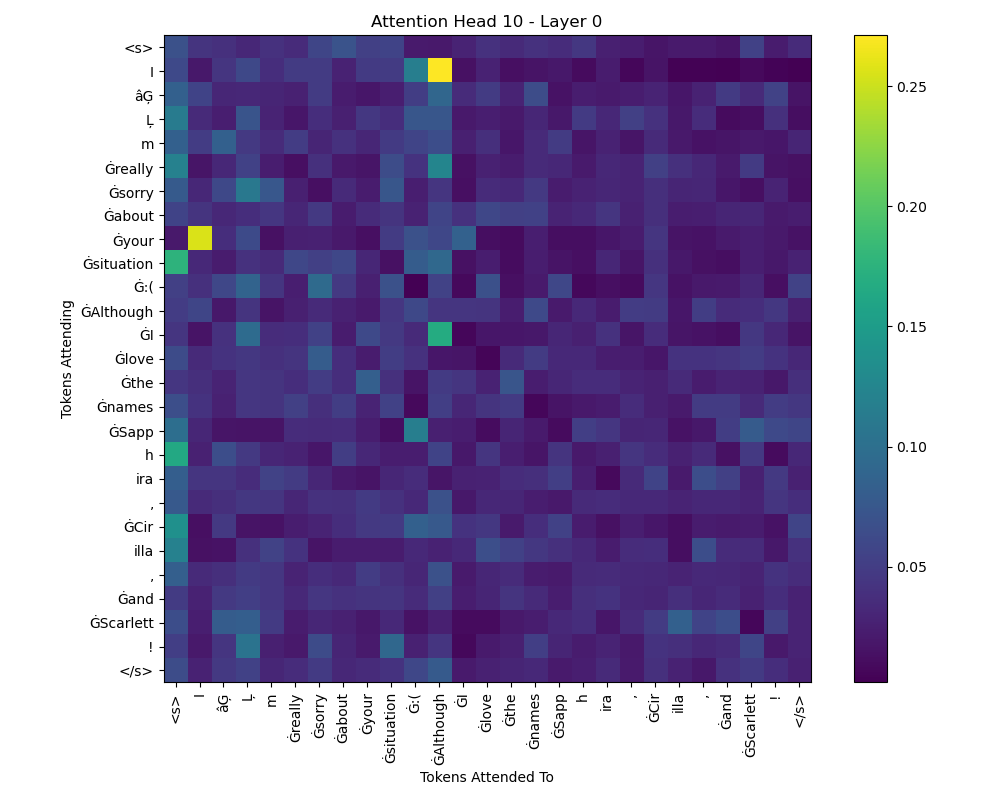 Attention Head 10 - Layer 0
<s>
I
âĢ
Ļ
m
Ġreally
Ġsorry
Ġabout
Ġyour
Ġsituation
Ġ:(
ĠAlthough
ĠI
Ġlove
Ġthe
Ġnames
ĠSapp
h
ira
,
ĠCir
illa
,
Ġand
ĠScarlett
!
</s>
Tokens Attending
<s> I âĢ Ļ m Ġreally Ġsorry Ġabout Ġyour Ġsituation Ġ:( ĠAlthough ĠI Ġlove Ġthe Ġnames ĠSapp h ira , ĠCir illa , Ġand ĠScarlett ! </s>
Tokens Attended To
0.25
0.20
0.15
0.10
0.05